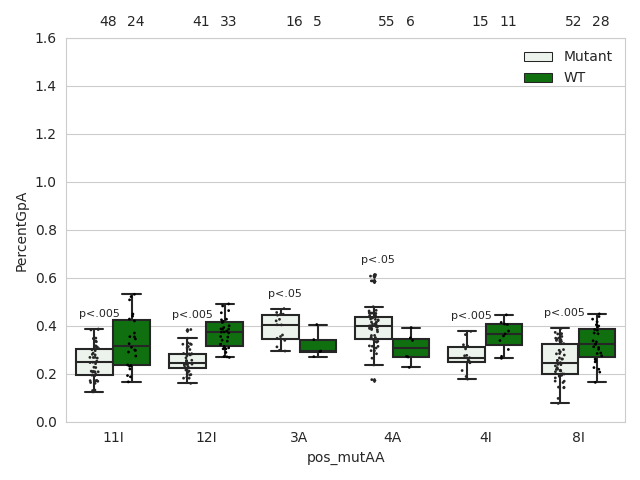 48 24 41 33 16 5 55 6 15 11 52 28
1.6
Mutant
WT
1.4
1.2
1.0
0.8
0.6
0.4
0.2
0.0
PercentGpA
p<.005
p<.005
p<.05
p<.05
p<.005
p<.005
11I 12I 3A 4A 4I 8I
pos_mutAA